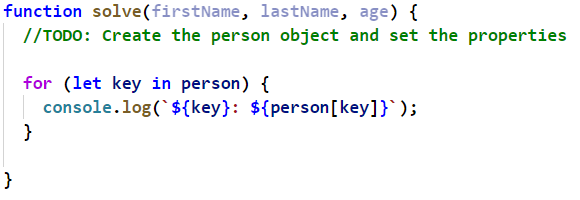 function solve(firstName, lastName, age) {
  //TODO: Create the person object and set the properties
  for (let key in person) {
    console.log(`${key}: ${person[key]}`);
  }
}